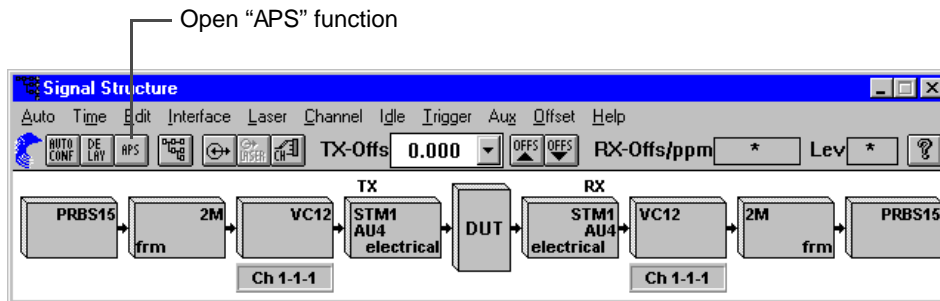 Open “APS” function
Signal Structure
Auto Time Edit Interface Laser Channel Idle Trigger Aux Offset Help
AUTO CONF DE LAY APS LASER CH TX-Offs 0.000 OFFS OFFS RX-Offs/ppm * Lev * ?
TX RX
PRBS15 2M frm VC12 STM1 AU4 electrical DUT STM1 AU4 electrical VC12 2M frm PRBS15
Ch 1-1-1 Ch 1-1-1